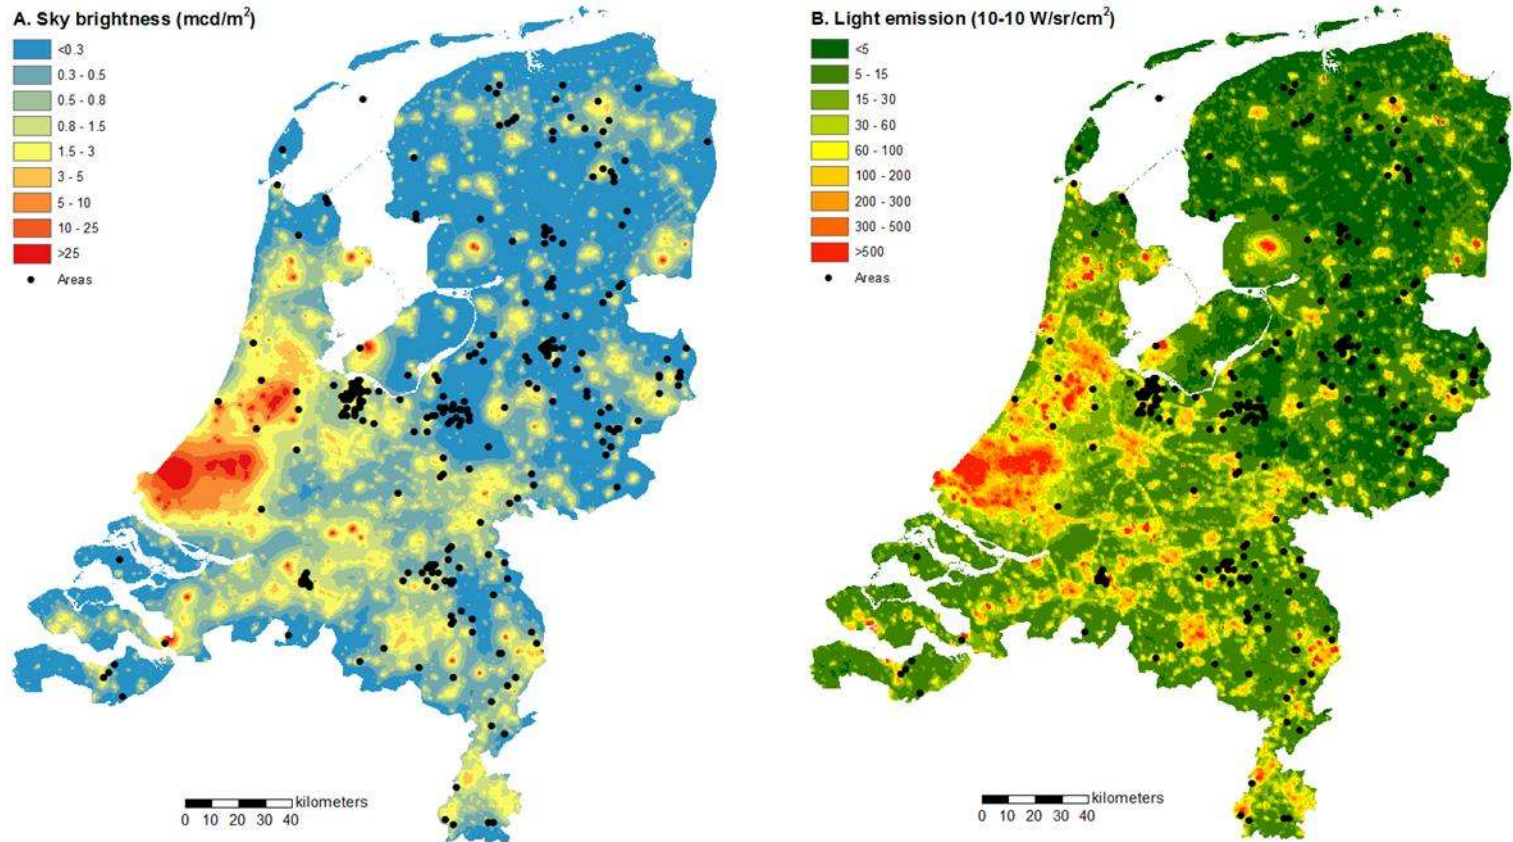 A. Sky brightness (mcd/m²)
<0.3
0.3 - 0.5
0.5 - 0.8
0.8 - 1.5
1.5 - 3
3 - 5
5 - 10
10 - 25
>25
Areas
kilometers
0 10 20 30 40
B. Light emission (10-10 W/sr/cm²)
<5
5 - 15
15 - 30
30 - 60
60 - 100
100 - 200
200 - 300
300 - 500
>500
Areas
kilometers
0 10 20 30 40